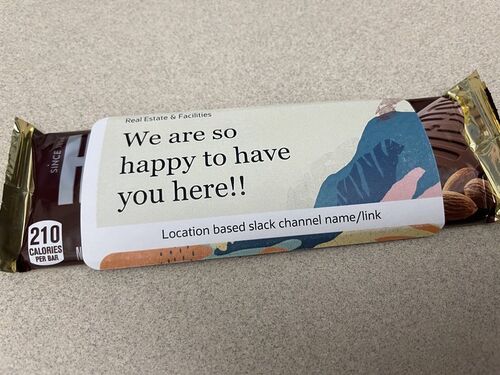 Real Estate & Facilities
We are so
happy to have
you here!!
Location based slack channel name/link
SINCE
H
210
CALORIES
PER BAR